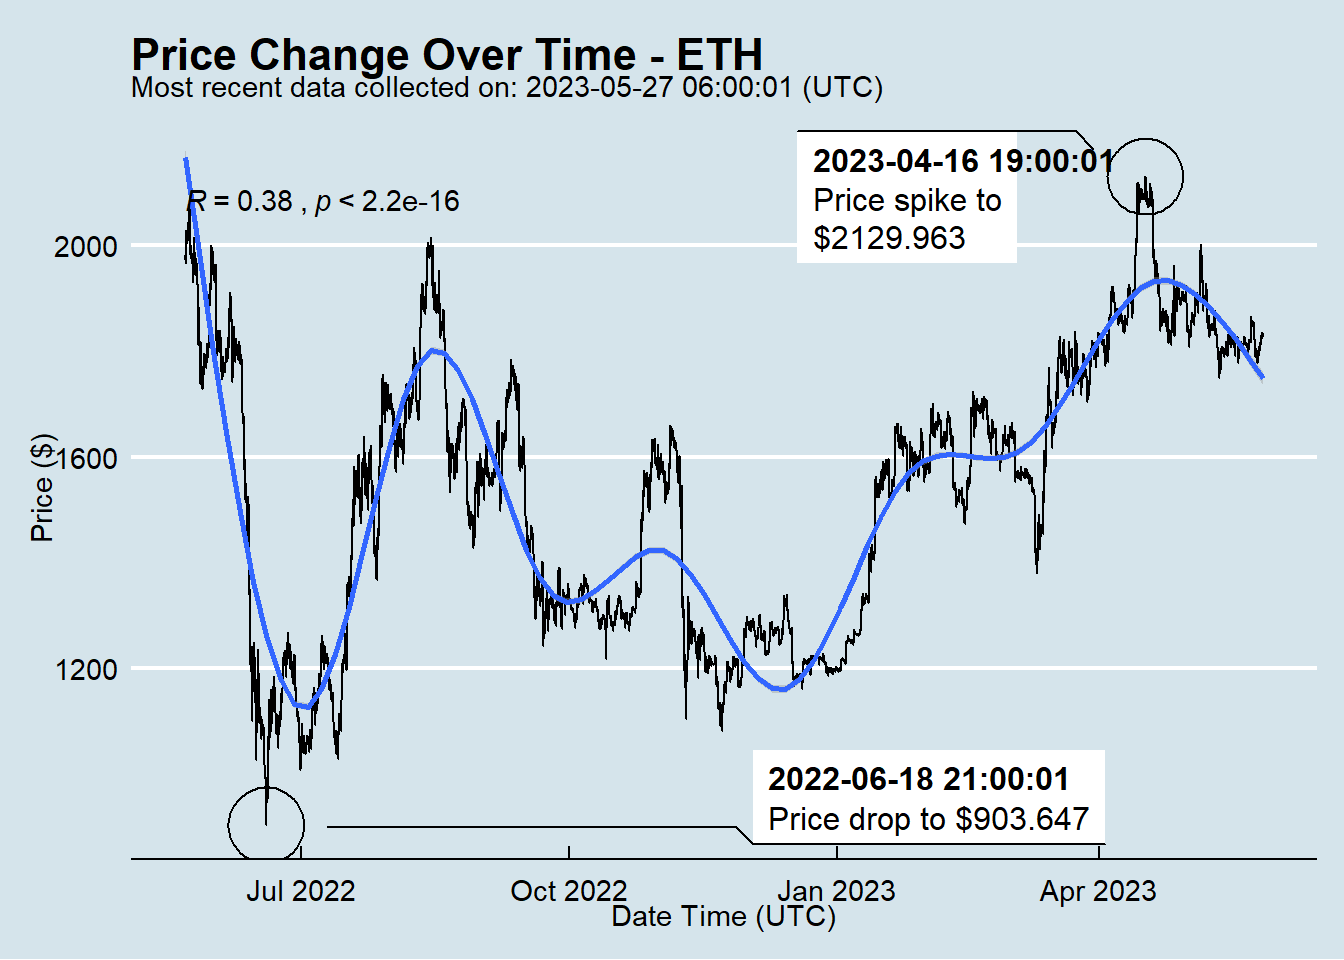 Price Change Over Time - ETH
Most recent data collected on: 2023-05-27 06:00:01 (UTC)
2023-04-16 19:00:01
Price spike to
$2129.963
R = 0.38 , p < 2.2e-16
2000
1600
1200
Price ($)
2022-06-18 21:00:01
Price drop to $903.647
Jul 2022
Oct 2022
Jan 2023
Apr 2023
Date Time (UTC)